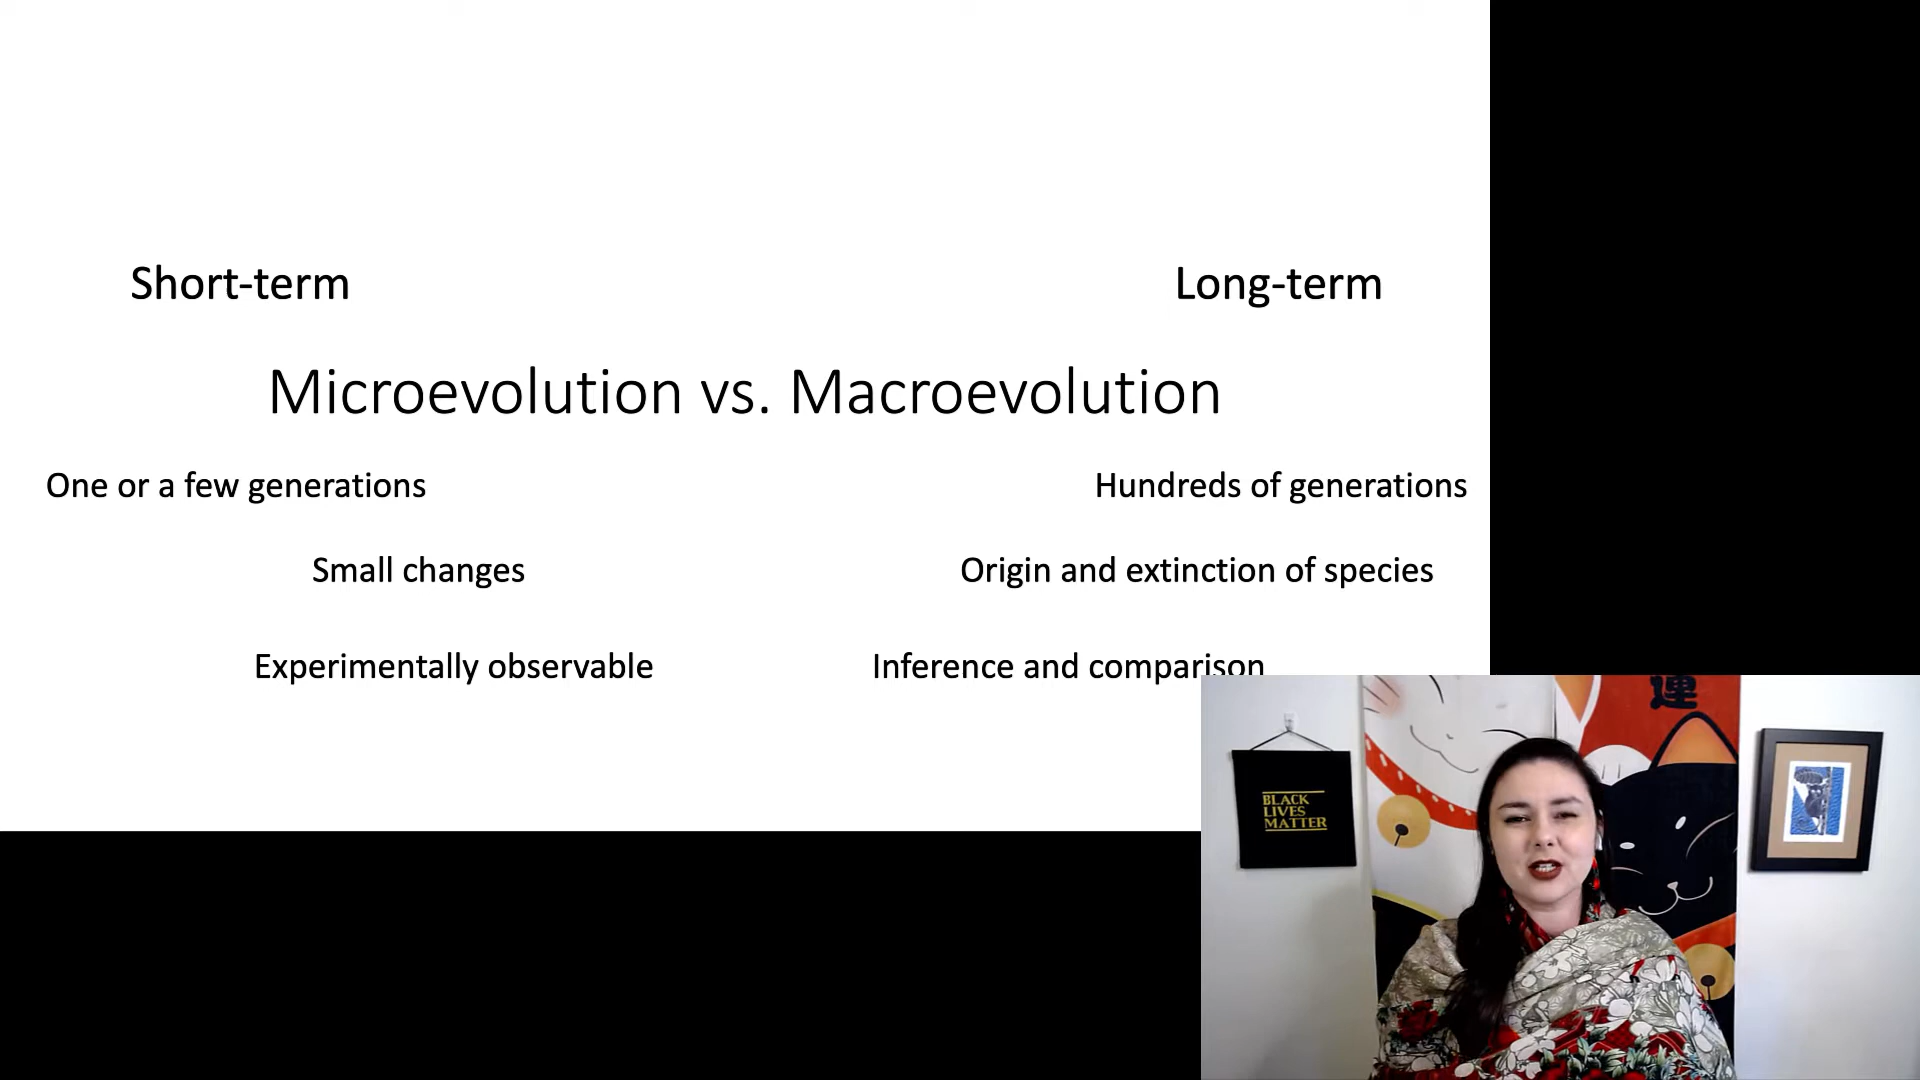 Short-term
Long-term
Microevolution vs. Macroevolution
One or a few generations
Hundreds of generations
Small changes
Origin and extinction of species
Experimentally observable
Inference and comparison
運
BLACK
LIVES
MATTER